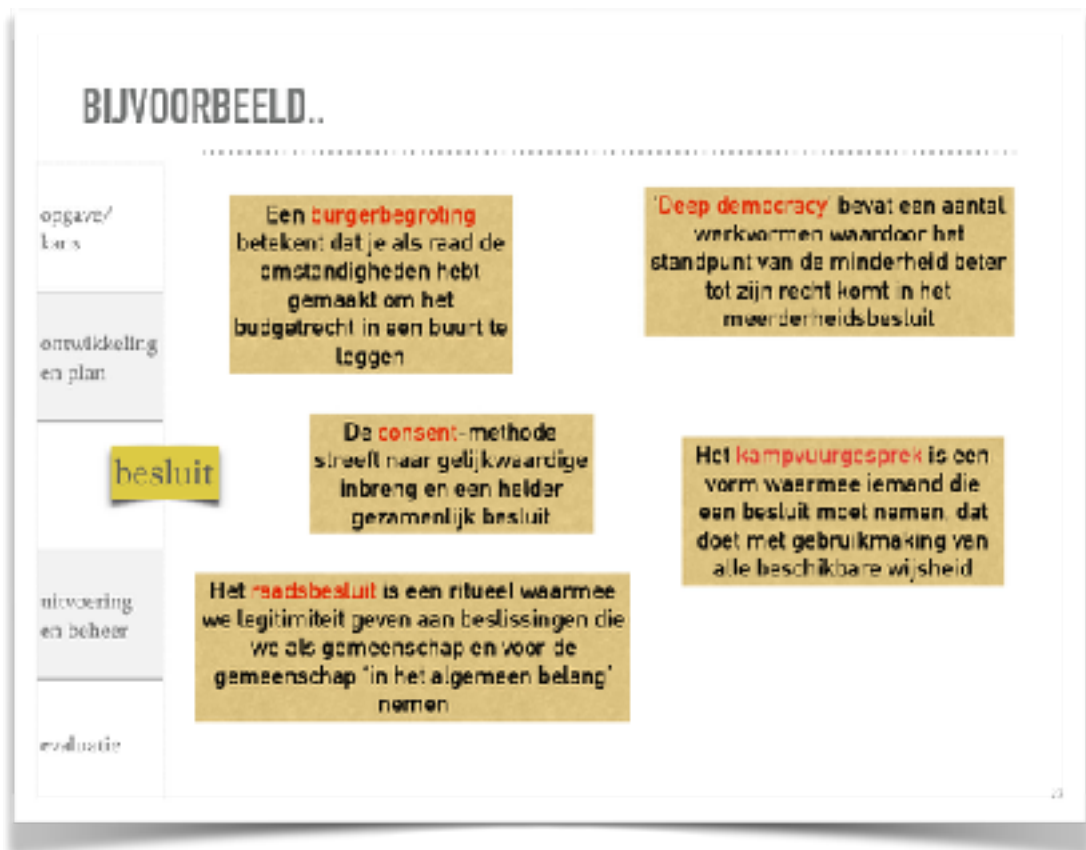 BIJVOORBEELD..
opgave/
kans
ontwikkeling
en plan
besluit
uitvoering
en beheer
evaluatie
Een burgerbegroting
betekent dat je als raad de
omstandigheden hebt
gemaakt om het
budgetrecht in een buurt te
leggen
'Deep democracy' bevat een aantal
werkvormen waardoor het
standpunt van de minderheid beter
tot zijn recht komt in het
meerderheidsbesluit
De consent-methode
streeft naar gelijkwaardige
inbreng en een helder
gezamenlijk besluit
Het kampvuurgesprek is een
vorm waarmee iemand die
een besluit moet nemen, dat
doet met gebruikmaking van
alle beschikbare wijsheid
Het raadsbesluit is een ritueel waarmee
we legitimiteit geven aan beslissingen die
we als gemeenschap en voor de
gemeenschap 'in het algemeen belang'
nemen